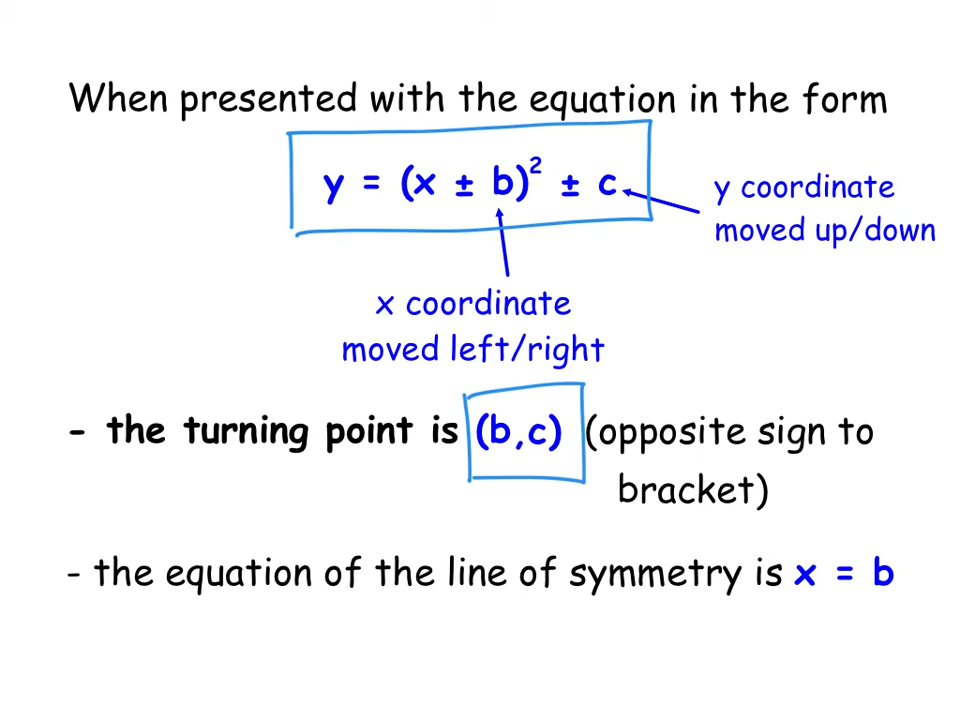 When presented with the equation in the form
y = (x ± b)² ± c
y coordinate
moved up/down
x coordinate
moved left/right
- the turning point is (b,c) (opposite sign to
bracket)
- the equation of the line of symmetry is x = b